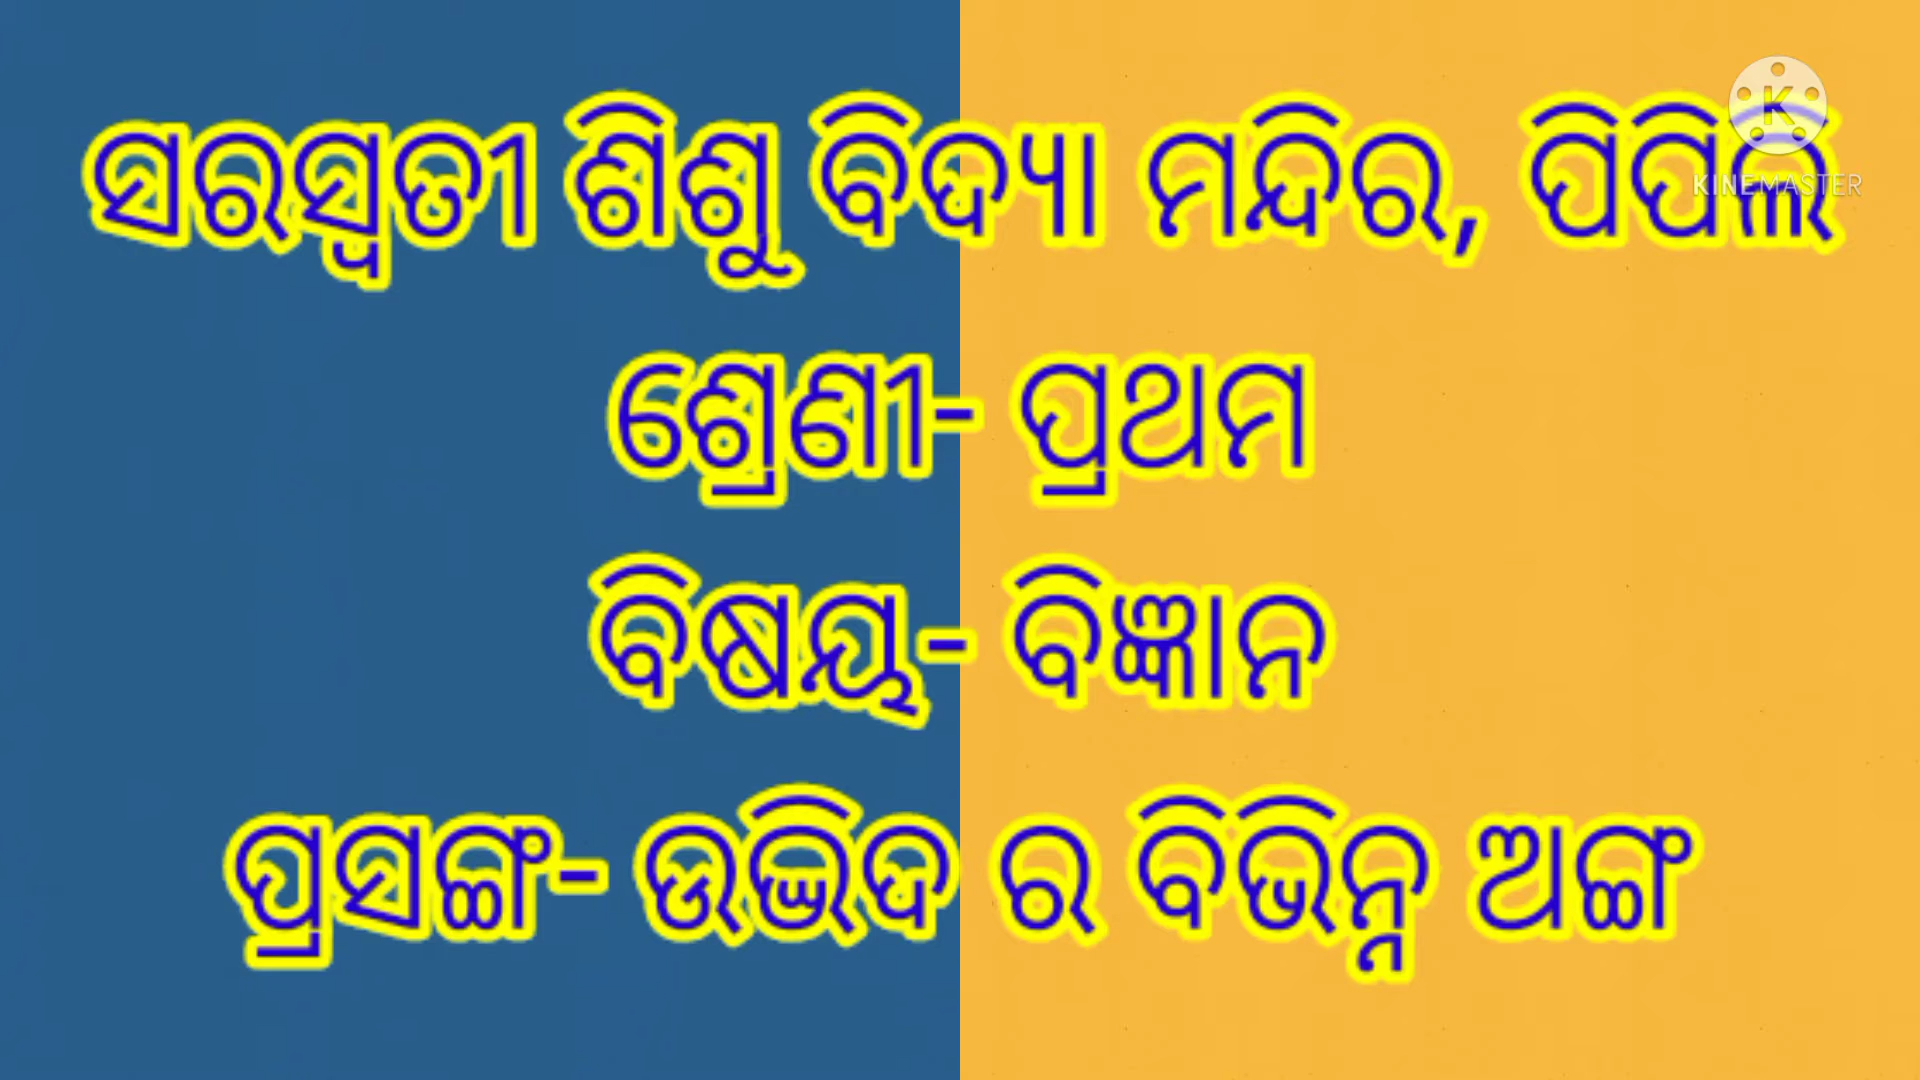 ସରସ୍ୱତୀ ଶିଶୁ ବିଦ୍ୟା ମନ୍ଦିର, ପିପିଲି
ଶ୍ରେଣୀ- ପ୍ରଥମ
ବିଷୟ- ବିଜ୍ଞାନ
ପ୍ରସଙ୍ଗ- ଉଦ୍ଭିଦ ର ବିଭିନ୍ନ ଅଙ୍ଗ
K
KINEMASTER